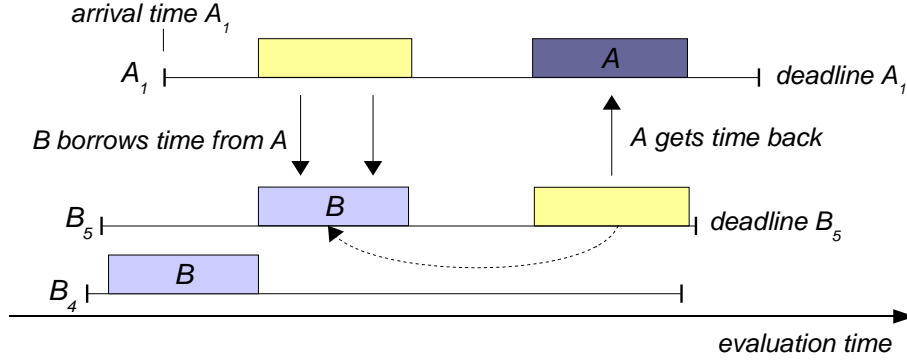 arrival time A₁
A₁
A
deadline A₁
B borrows time from A
A gets time back
B₅
B
deadline B₅
B₄
B
evaluation time